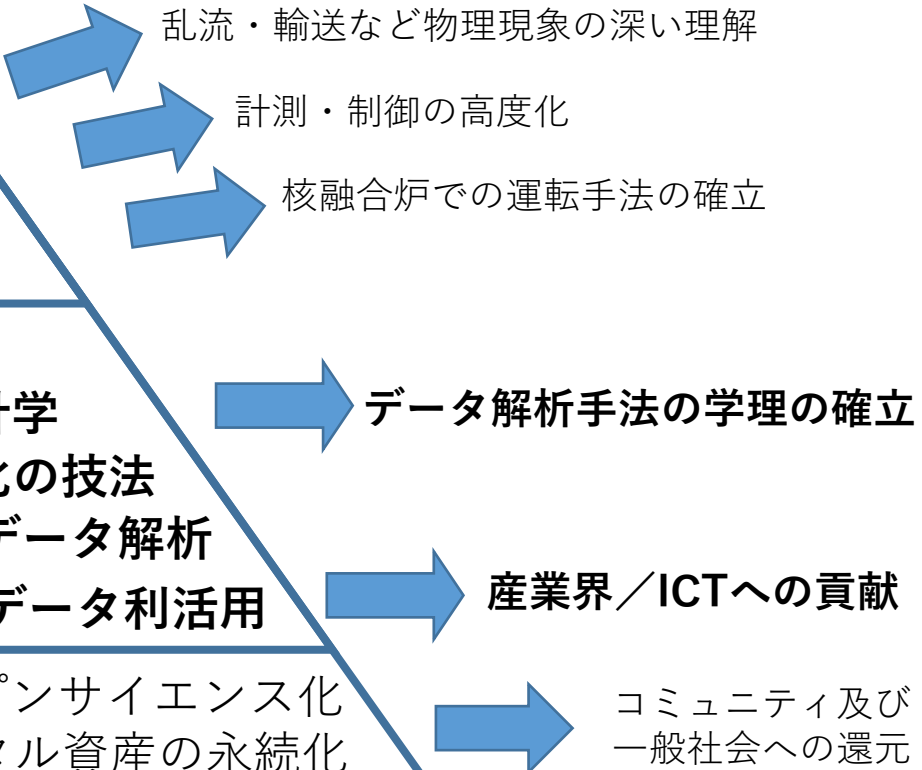 乱流・輸送など物理現象の深い理解
計測・制御の高度化
核融合炉での運転手法の確立
計学
データ解析手法の学理の確立
化の技法
データ解析
データ利活用
産業界／ICTへの貢献
プンサイエンス化
タル資産の永続化
コミュニティ及び
一般社会への還元